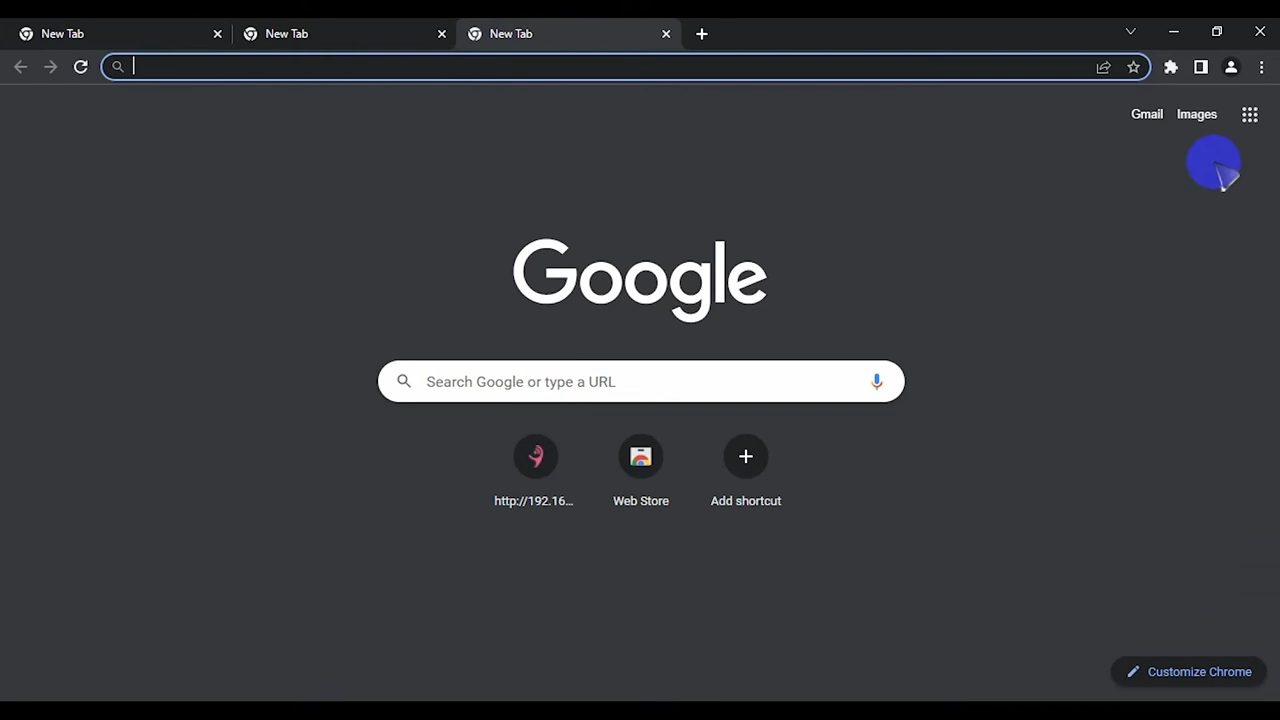 New Tab New Tab New Tab
Gmail Images
Google
Search Google or type a URL
http://192.16... Web Store Add shortcut
Customize Chrome